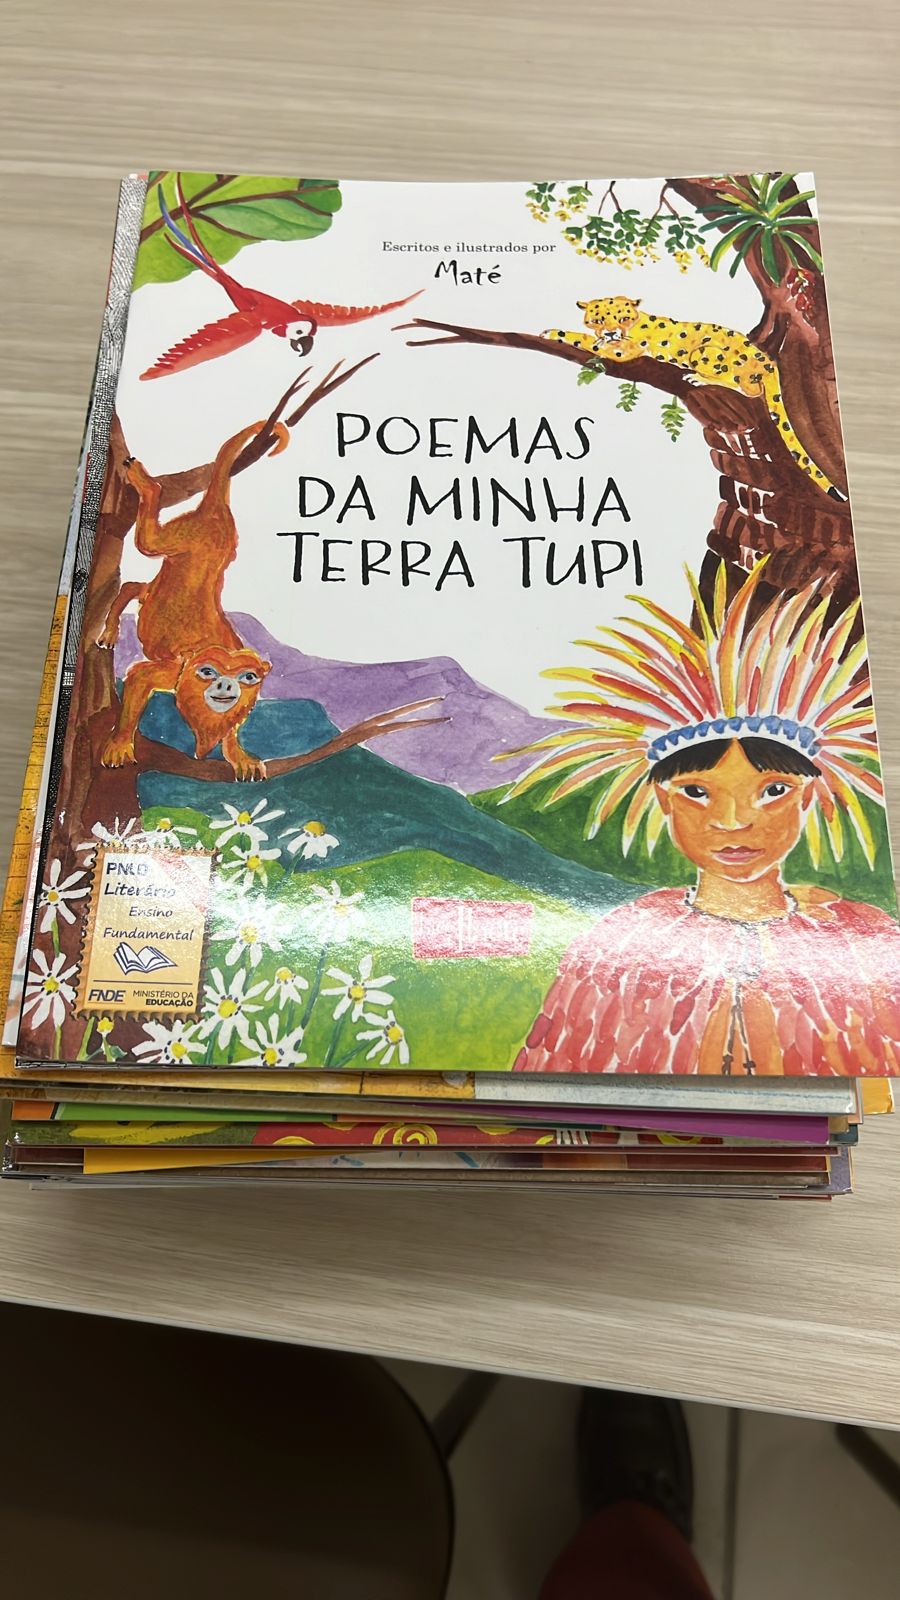 Escritos e ilustrados por
Maté
POEMAS
DA MINHA
TERRA TUPI
PNLD
Literário
Ensino
Fundamental
FNDE
MINISTÉRIO DA
EDUCAÇÃO